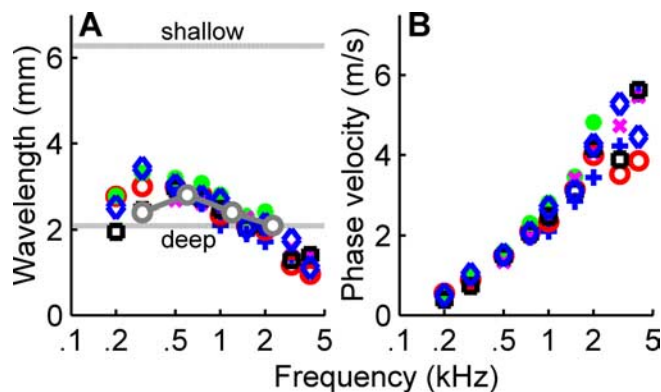 A
B
shallow
deep
Wavelength (mm)
6
4
2
0
.1 .2 .5 1 2 5
Phase velocity (m/s)
6
4
2
0
.1 .2 .5 1 2 5
Frequency (kHz)